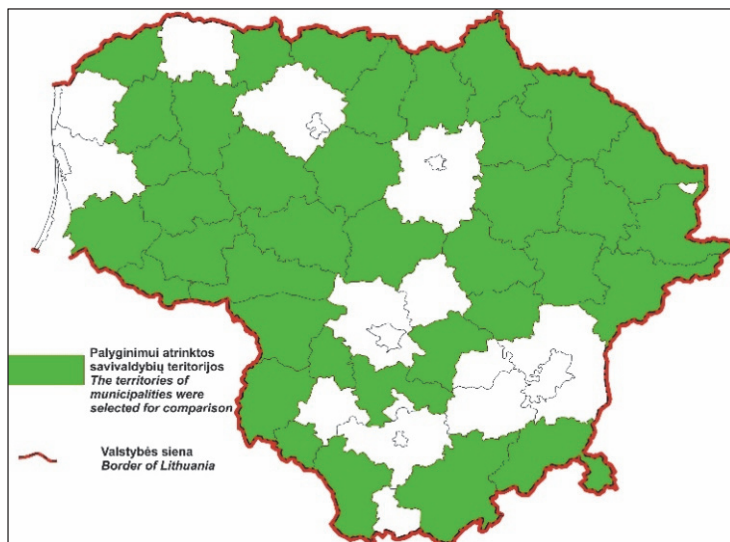 Palyginimui atrinktos
savivaldybių teritorijos
The territories of
municipalities were
selected for comparison
Valstybės siena
Border of Lithuania